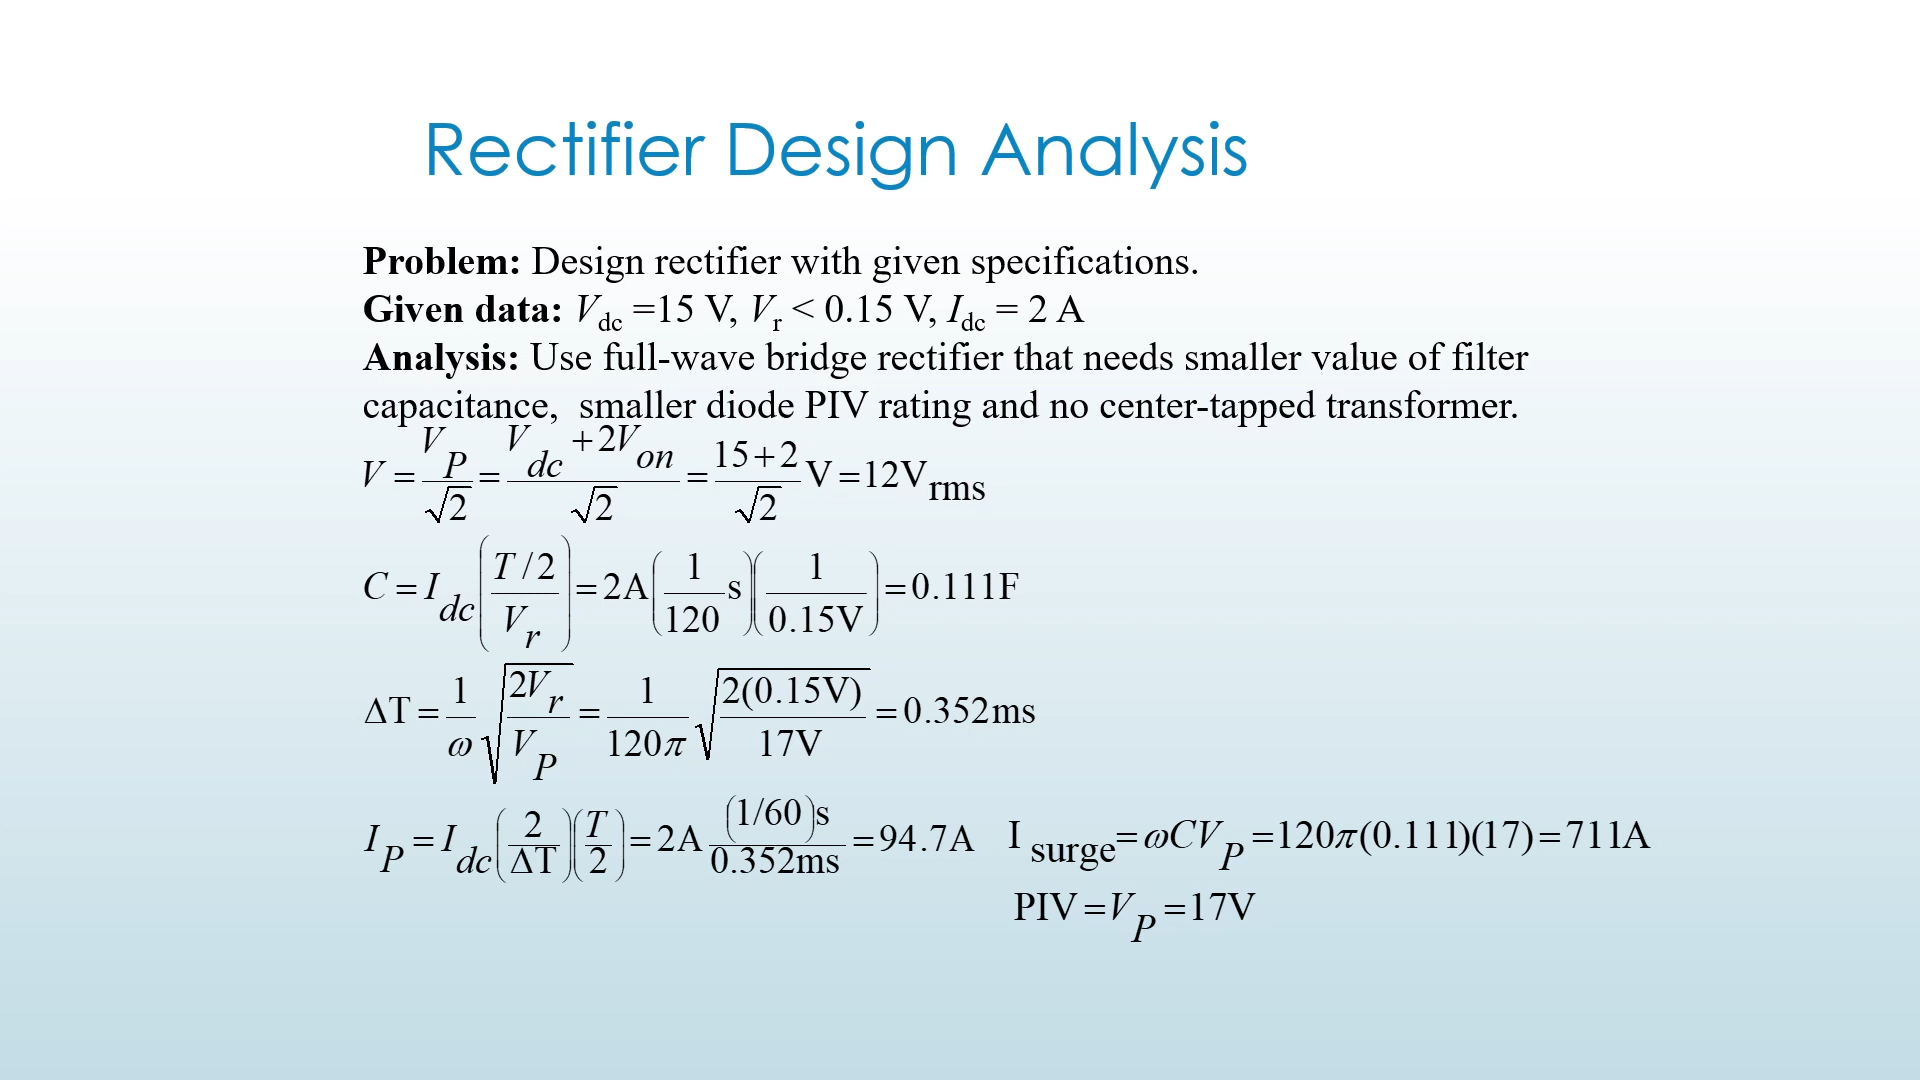 Rectifier Design Analysis
Problem: Design rectifier with given specifications.
Given data: V_dc =15 V, V_r < 0.15 V, I_dc = 2 A
Analysis: Use full-wave bridge rectifier that needs smaller value of filter
capacitance, smaller diode PIV rating and no center-tapped transformer.
V = V_P/√2 = (V_dc + 2V_on)/√2 = (15+2)/√2 V = 12V_rms
C = I_dc((T/2)/V_r) = 2A(1/120 s)(1/0.15V) = 0.111F
ΔT = 1/ω √(2V_r/V_P) = 1/120π √(2(0.15V)/17V) = 0.352ms
I_P = I_dc(2/ΔT)(T/2) = 2A (1/60)s/0.352ms = 94.7A
I_surge = ωCV_P = 120π(0.111)(17) = 711A
PIV = V_P = 17V